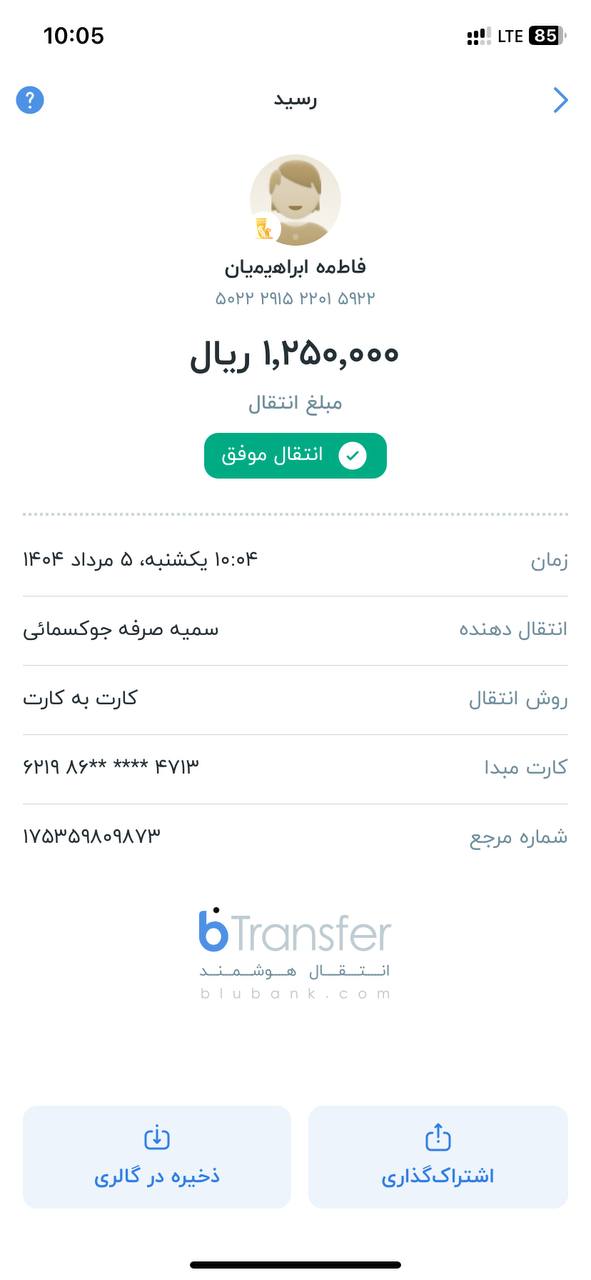 10:05
LTE 85
رسید
?
فاطمه ابراهیمیان
۵۰۲۲ ۲۹۱۵ ۲۲۰۱ ۵۹۲۲
۱,۲۵۰,۰۰۰ ریال
مبلغ انتقال
انتقال موفق
زمان
۱۰:۰۴ یکشنبه، ۵ مرداد ۱۴۰۴
انتقال دهنده
سمیه صرفه جوکسمائی
روش انتقال
کارت به کارت
کارت مبدا
۶۲۱۹ ۸۶** **** ۴۷۱۳
شماره مرجع
۱۷۵۳۵۹۸۰۹۸۷۳
bTransfer
انـتـقـال هـوشـمـنـد
blubank.com
اشتراک‌گذاری
ذخیره در گالری